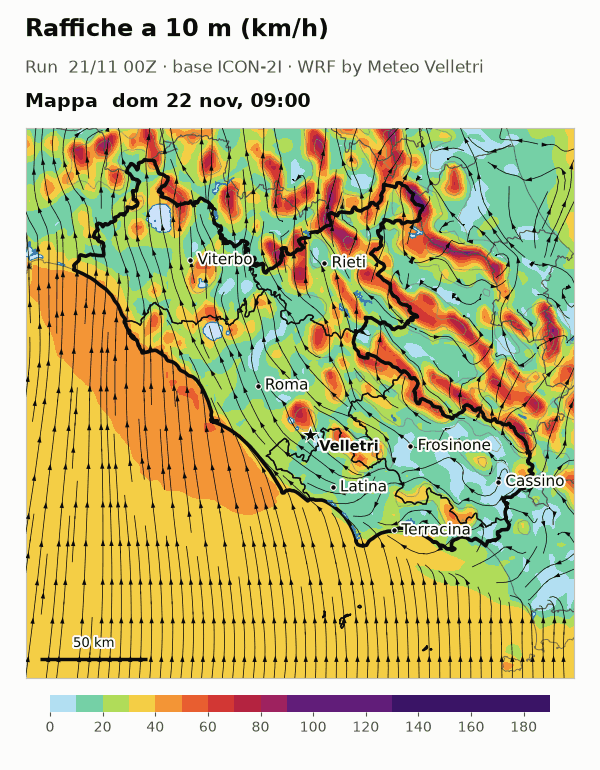 Raffiche a 10 m (km/h)
Run  21/11 00Z · base ICON-2I · WRF by Meteo Velletri
Mappa  dom 22 nov, 09:00
Viterbo
Rieti
Roma
Velletri
Frosinone
Latina
Cassino
Terracina
50 km
0 20 40 60 80 100 120 140 160 180